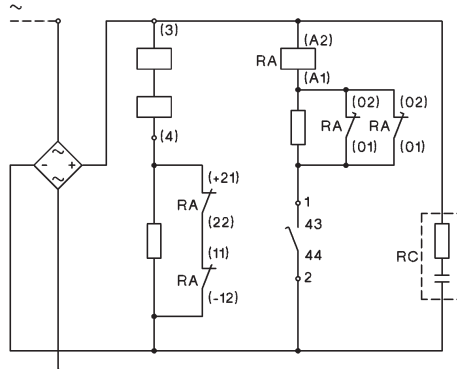 ~
(3)
(A2)
RA
(A1)
(02) (02)
RA RA
(01) (01)
(4)
~
- +
~
(+21)
RA
(22)
(11)
RA
(-12)
1
43
44
2
RC